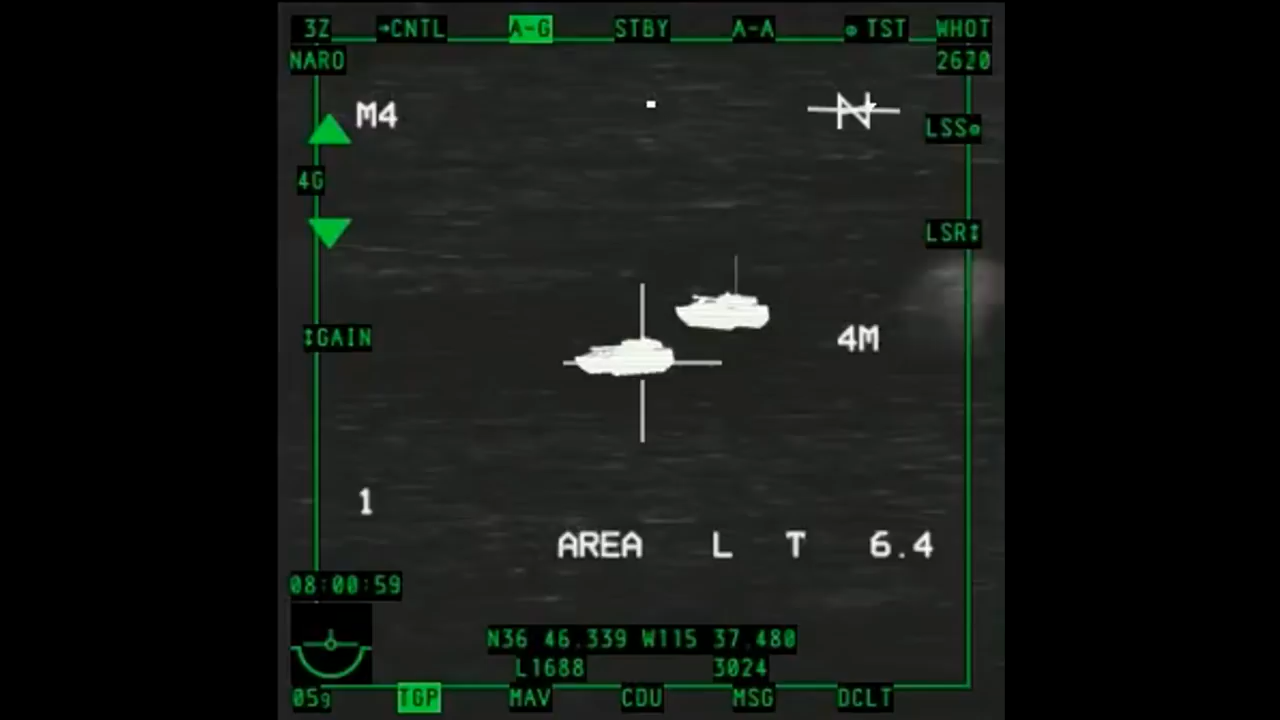 3Z →CNTL A-G STBY A-A TST WHOT
NARO 2620
M4 N LSS
4G
LSR↕
↕GAIN 4M
1
AREA L T 6.4
08:00:59
N36 46.339 W115 37.480
L1688 3024
05g TGP MAV CDU MSG DCLT